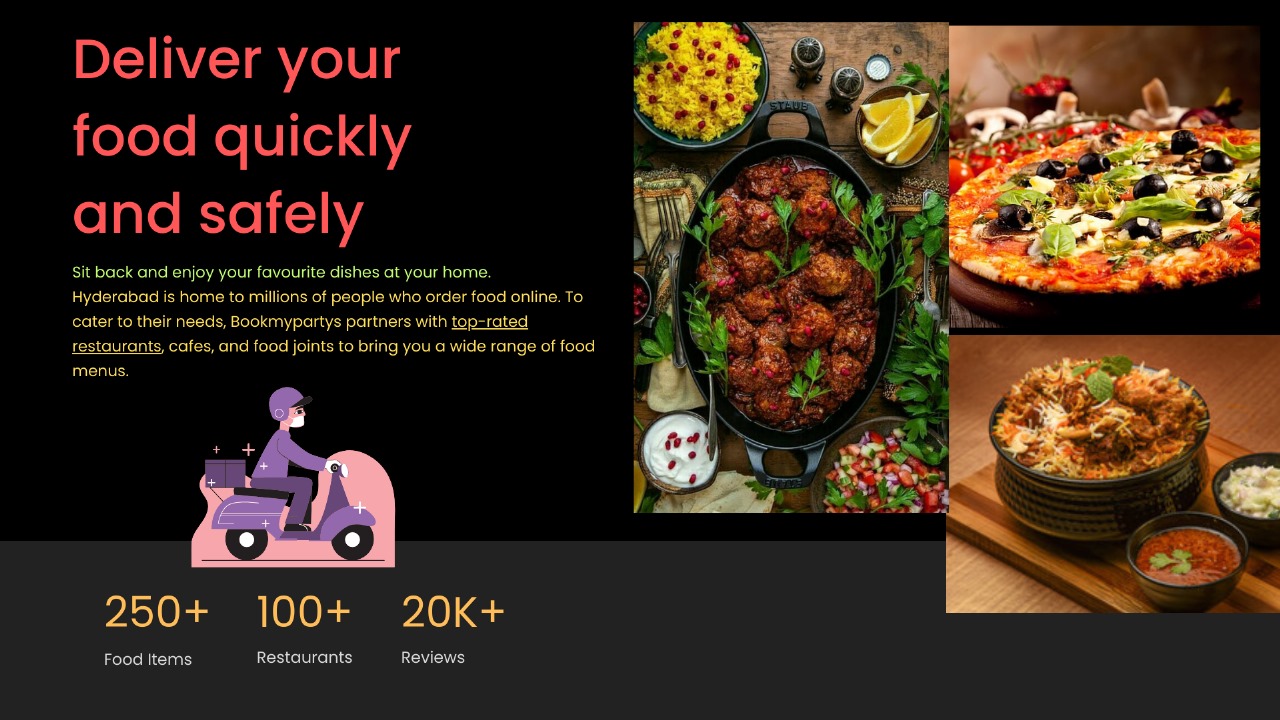 Deliver your
food quickly
and safely
Sit back and enjoy your favourite dishes at your home.
Hyderabad is home to millions of people who order food online. To
cater to their needs, Bookmypartys partners with top-rated
restaurants, cafes, and food joints to bring you a wide range of food
menus.
STAUB
250+ 100+ 20K+
Food Items Restaurants Reviews